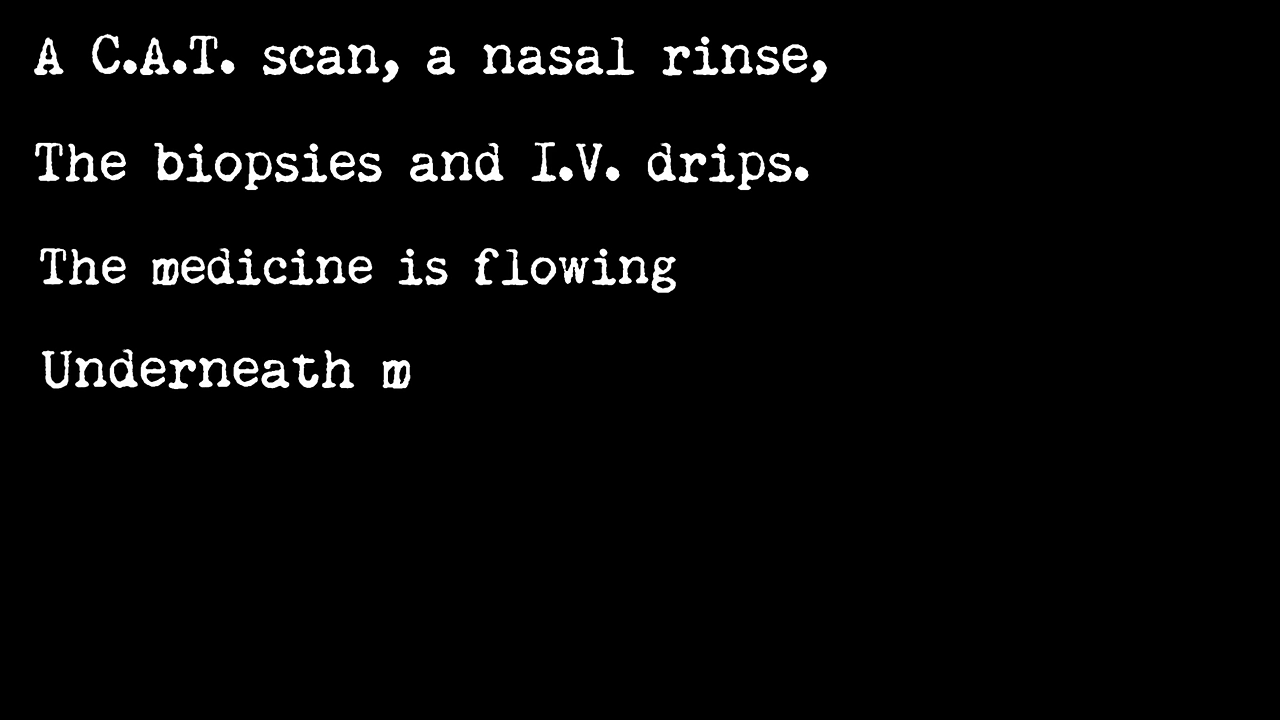 A C.A.T. scan, a nasal rinse,
The biopsies and I.V. drips.
The medicine is flowing
Underneath m